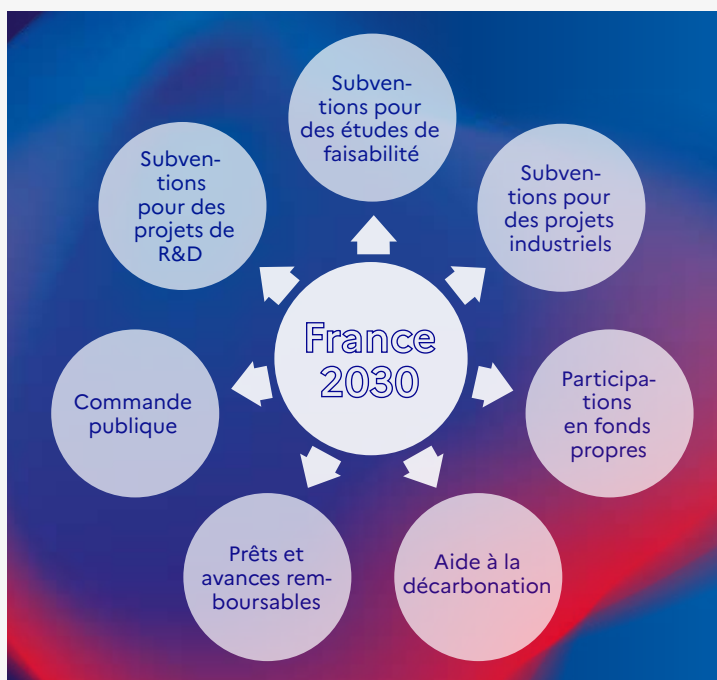 Subven-
tions pour
des études de
faisabilité
Subven-
tions
pour des
projets de
R&D
Subven-
tions pour
des projets
industriels
France
2030
Commande
publique
Participa-
tions
en fonds
propres
Prêts et
avances rem-
boursables
Aide à la
décarbonation